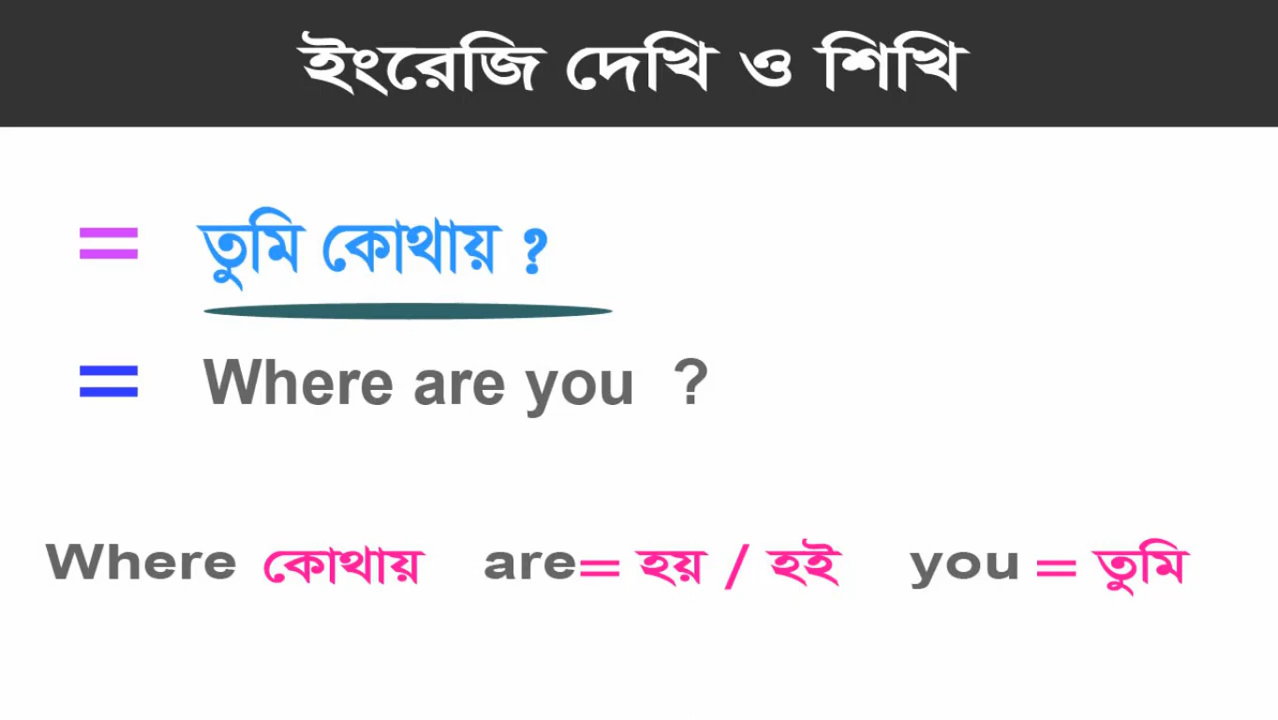 ইংরেজি দেখি ও শিখি
= তুমি কোথায় ?
= Where are you ?
Where কোথায় are= হয় / হই you = তুমি